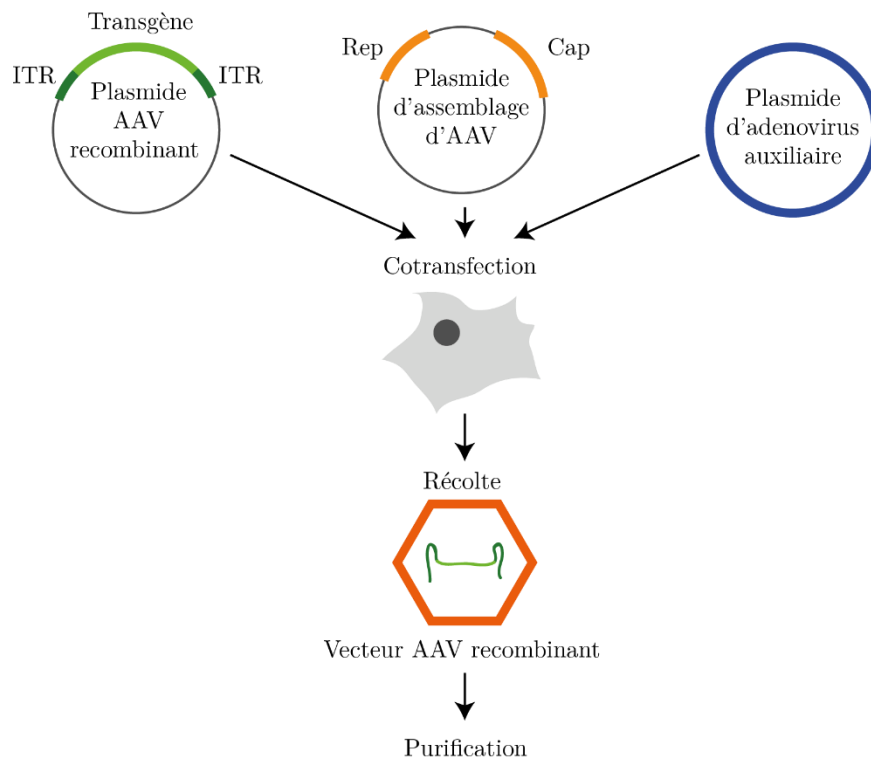 Transgène
ITR
ITR
Plasmide
AAV
recombinant
Rep
Cap
Plasmide
d'assemblage
d'AAV
Plasmide
d'adenovirus
auxiliaire
Cotransfection
Récolte
Vecteur AAV recombinant
Purification